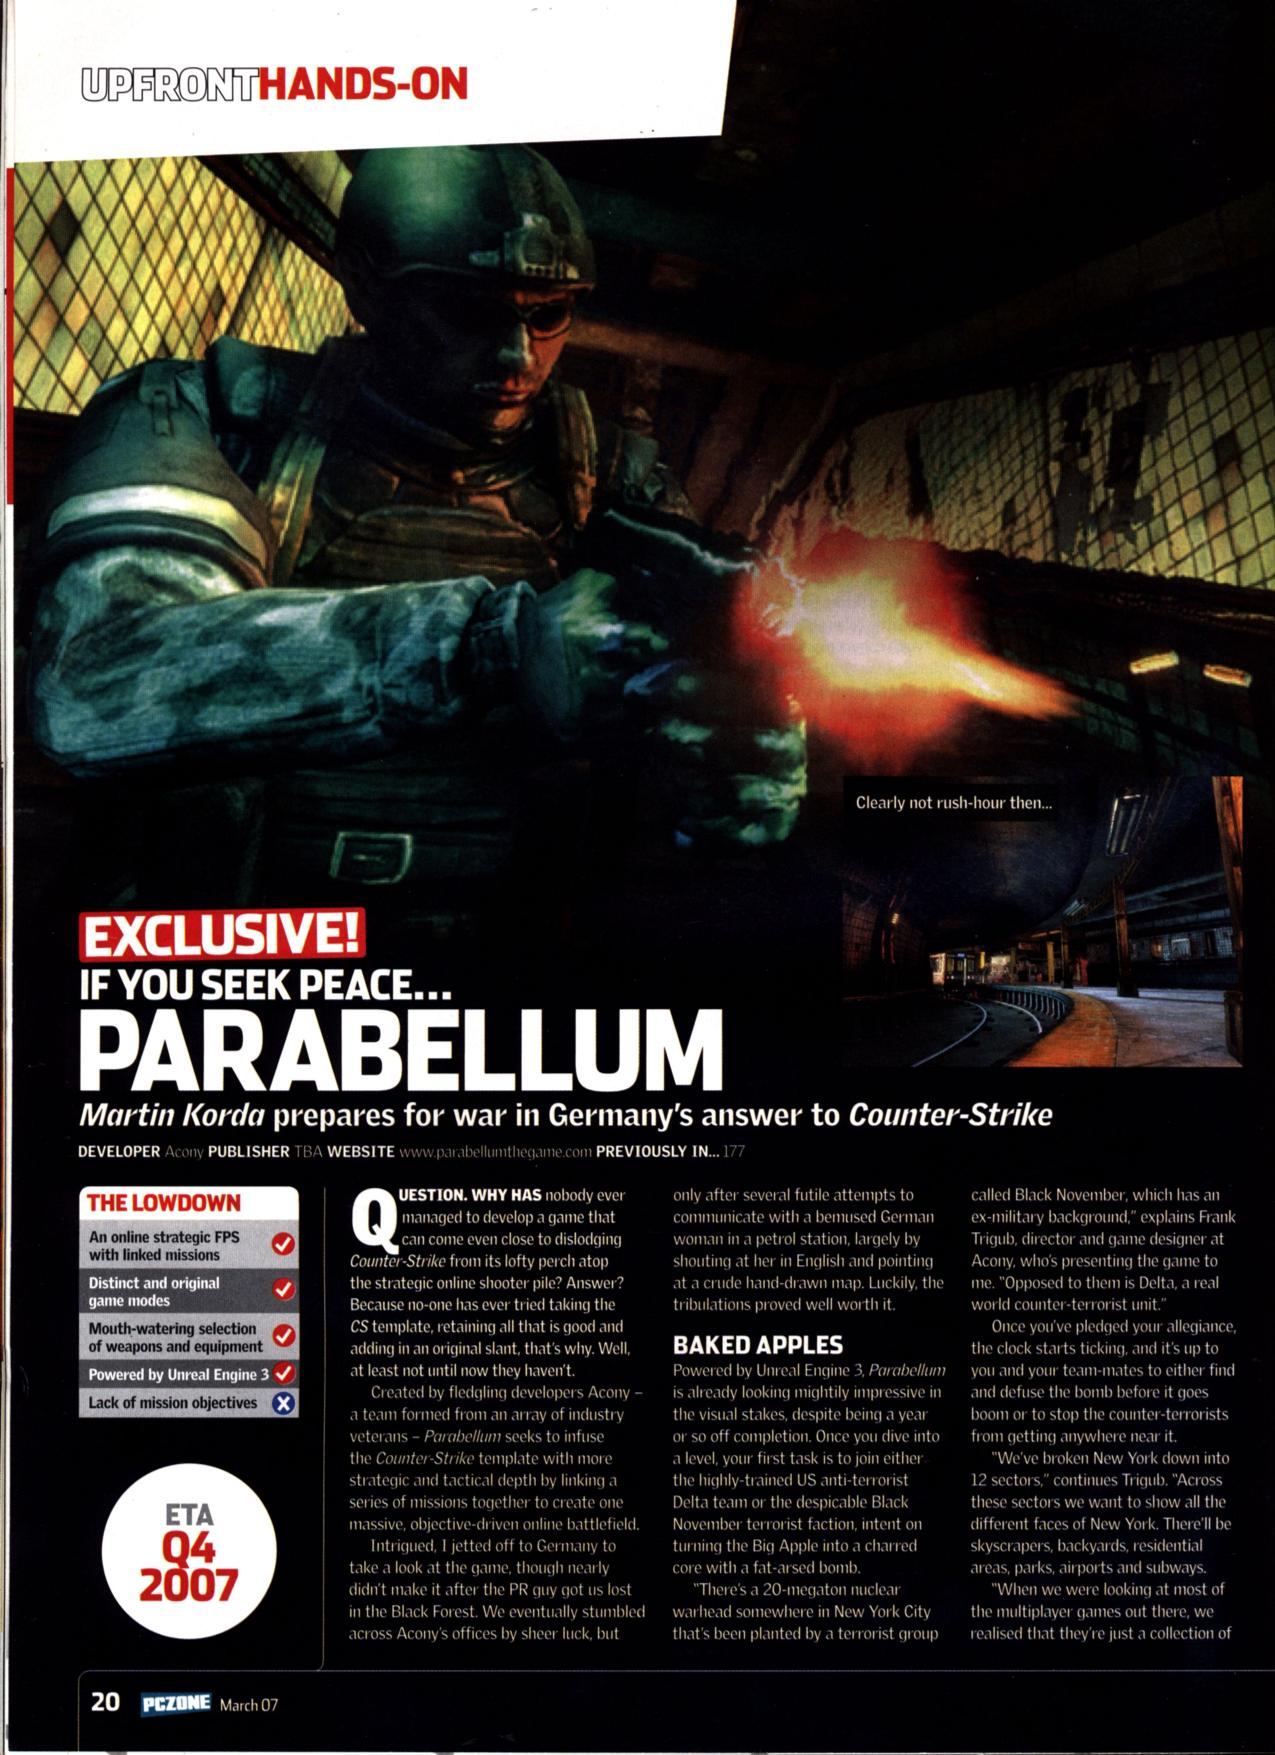 UPFRONTHANDS-ON
Clearly not rush-hour then...
EXCLUSIVE!
IF YOU SEEK PEACE...
PARABELLUM
Martin Korda prepares for war in Germany's answer to Counter-Strike
DEVELOPER Acony PUBLISHER TBA WEBSITE www.parabellumthegame.com PREVIOUSLY IN... 177
THE LOWDOWN
An online strategic FPS
with linked missions
Distinct and original
game modes
Mouth-watering selection
of weapons and equipment
Powered by Unreal Engine 3
Lack of mission objectives
ETA
Q4
2007
QUESTION. WHY HAS nobody ever
managed to develop a game that
can come even close to dislodging
Counter-Strike from its lofty perch atop
the strategic online shooter pile? Answer?
Because no-one has ever tried taking the
CS template, retaining all that is good and
adding in an original slant, that's why. Well,
at least not until now they haven't.
Created by fledgling developers Acony –
a team formed from an array of industry
veterans – Parabellum seeks to infuse
the Counter-Strike template with more
strategic and tactical depth by linking a
series of missions together to create one
massive, objective-driven online battlefield.
Intrigued, I jetted off to Germany to
take a look at the game, though nearly
didn't make it after the PR guy got us lost
in the Black Forest. We eventually stumbled
across Acony's offices by sheer luck, but
only after several futile attempts to
communicate with a bemused German
woman in a petrol station, largely by
shouting at her in English and pointing
at a crude hand-drawn map. Luckily, the
tribulations proved well worth it.
BAKED APPLES
Powered by Unreal Engine 3, Parabellum
is already looking mightily impressive in
the visual stakes, despite being a year
or so off completion. Once you dive into
a level, your first task is to join either
the highly-trained US anti-terrorist
Delta team or the despicable Black
November terrorist faction, intent on
turning the Big Apple into a charred
core with a fat-arsed bomb.
"There's a 20-megaton nuclear
warhead somewhere in New York City
that's been planted by a terrorist group
called Black November, which has an
ex-military background," explains Frank
Trigub, director and game designer at
Acony, who's presenting the game to
me. "Opposed to them is Delta, a real
world counter-terrorist unit."
Once you've pledged your allegiance,
the clock starts ticking, and it's up to
you and your team-mates to either find
and defuse the bomb before it goes
boom or to stop the counter-terrorists
from getting anywhere near it.
"We've broken New York down into
12 sectors," continues Trigub. "Across
these sectors we want to show all the
different faces of New York. There'll be
skyscrapers, backyards, residential
areas, parks, airports and subways.
"When we were looking at most of
the multiplayer games out there, we
realised that they're just a collection of
20 PCZONE March 07